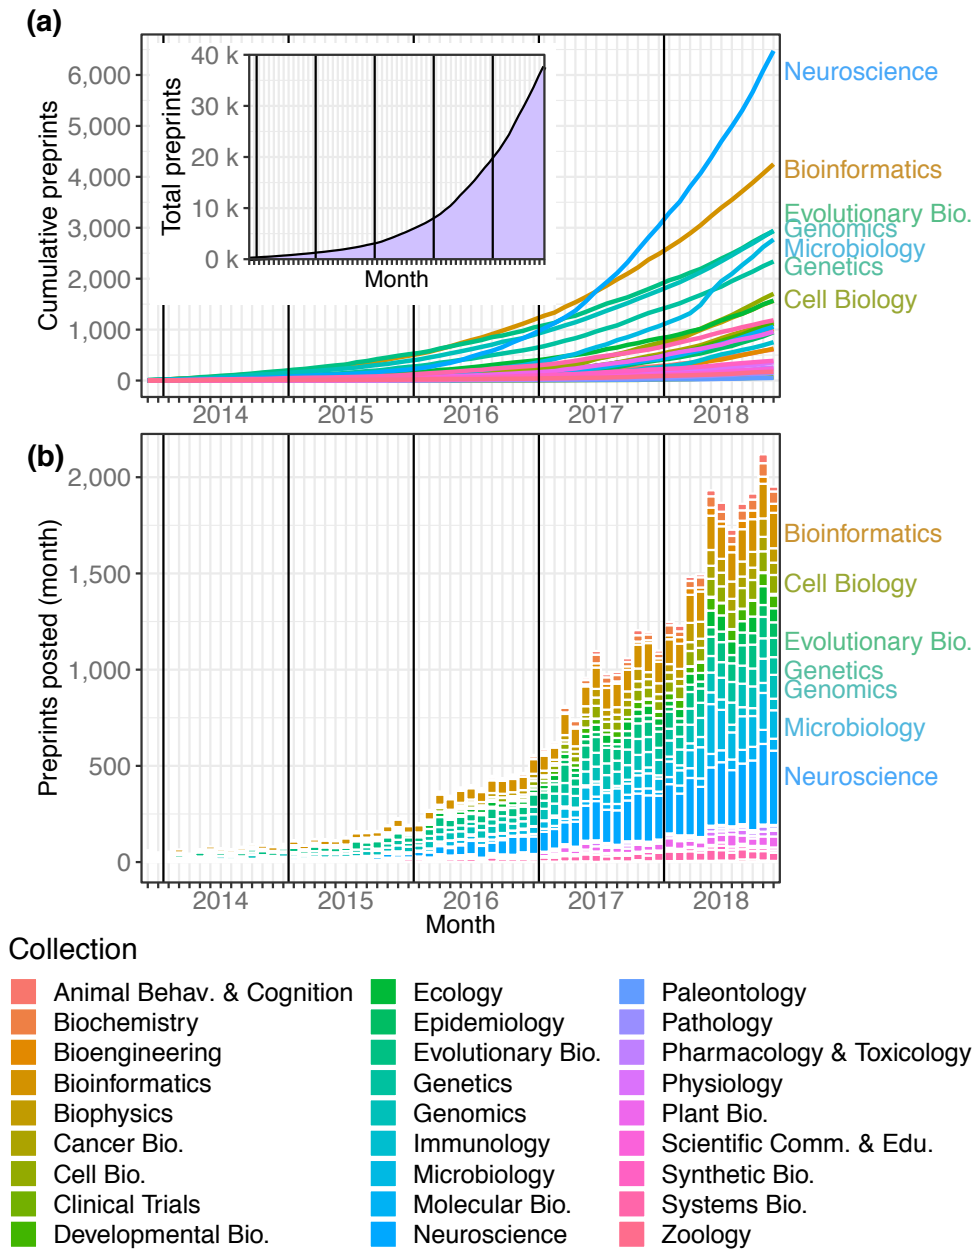 (a)
Cumulative preprints
6,000
5,000
4,000
3,000
2,000
1,000
0
Total preprints
40 k
30 k
20 k
10 k
0 k
Month
Neuroscience
Bioinformatics
Evolutionary Bio.
Genomics
Microbiology
Genetics
Cell Biology
2014 2015 2016 2017 2018
(b)
Preprints posted (month)
2,000
1,500
1,000
500
0
Bioinformatics
Cell Biology
Evolutionary Bio.
Genetics
Genomics
Microbiology
Neuroscience
2014 2015 2016 2017 2018
Month
Collection
Animal Behav. & Cognition
Biochemistry
Bioengineering
Bioinformatics
Biophysics
Cancer Bio.
Cell Bio.
Clinical Trials
Developmental Bio.
Ecology
Epidemiology
Evolutionary Bio.
Genetics
Genomics
Immunology
Microbiology
Molecular Bio.
Neuroscience
Paleontology
Pathology
Pharmacology & Toxicology
Physiology
Plant Bio.
Scientific Comm. & Edu.
Synthetic Bio.
Systems Bio.
Zoology